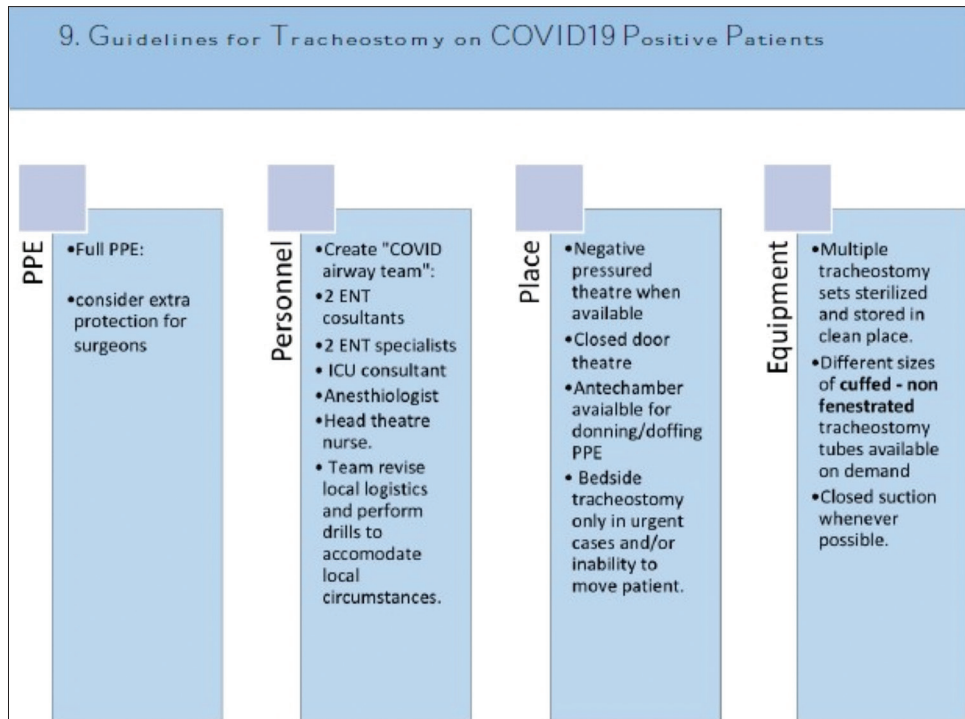 9. Guidelines for Tracheostomy on COVID19 Positive Patients
PPE
•Full PPE:
•consider extra
protection for
surgeons
Personnel
•Create "COVID
airway team":
•2 ENT
cosultants
•2 ENT specialists
• ICU consultant
•Anesthiologist
•Head theatre
nurse.
• Team revise
local logistics
and perform
drills to
accomodate
local
circumstances.
Place
•Negative
pressured
theatre when
available
•Closed door
theatre
•Antechamber
avaialble for
donning/doffing
PPE
• Bedside
tracheostomy
only in urgent
cases and/or
inability to
move patient.
Equipment
•Multiple
tracheostomy
sets sterilized
and stored in
clean place.
•Different sizes
of cuffed - non
fenestrated
tracheostomy
tubes available
on demand
•Closed suction
whenever
possible.